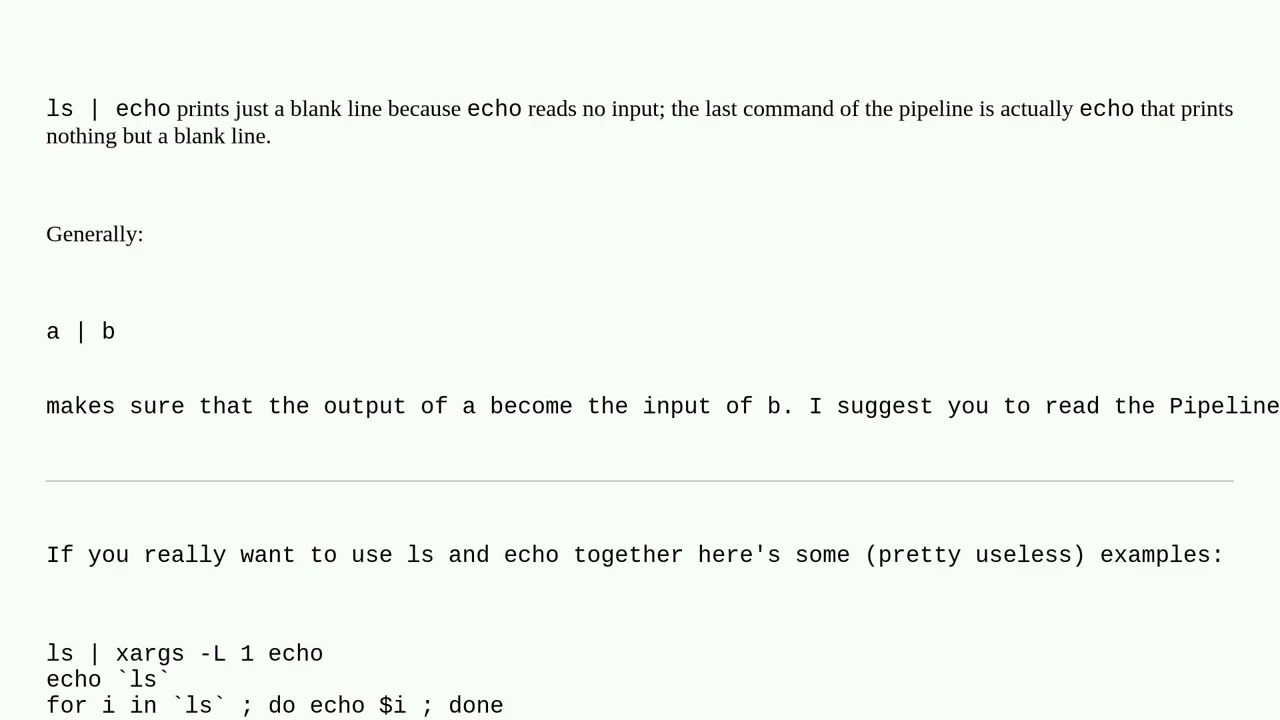 ls | echo prints just a blank line because echo reads no input; the last command of the pipeline is actually echo that prints
nothing but a blank line.
Generally:
a | b
makes sure that the output of a become the input of b. I suggest you to read the Pipeline
If you really want to use ls and echo together here's some (pretty useless) examples:
ls | xargs -L 1 echo
echo `ls`
for i in `ls` ; do echo $i ; done